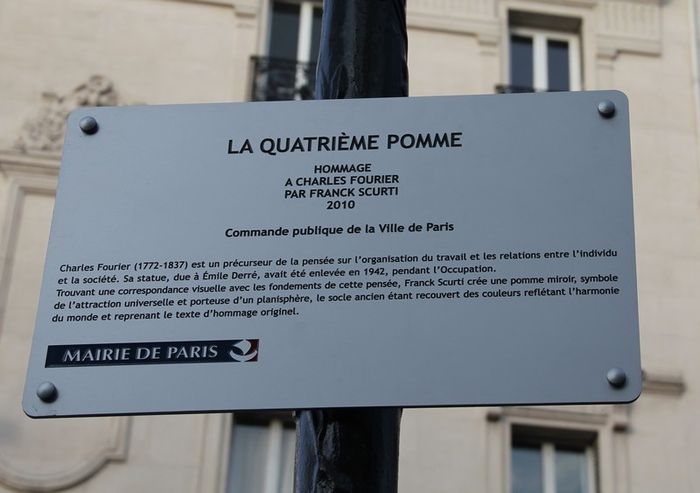 LA QUATRIÈME POMME
HOMMAGE
A CHARLES FOURIER
PAR FRANCK SCURTI
2010
Commande publique de la Ville de Paris
Charles Fourier (1772-1837) est un précurseur de la pensée sur l'organisation du travail et les relations entre l'individu
et la société. Sa statue, due à Émile Derré, avait été enlevée en 1942, pendant l'Occupation.
Trouvant une correspondance visuelle avec les fondements de cette pensée, Franck Scurti crée une pomme miroir, symbole
de l'attraction universelle et porteuse d'un planisphère, le socle ancien étant recouvert des couleurs reflétant l'harmonie
du monde et reprenant le texte d'hommage originel.
MAIRIE DE PARIS